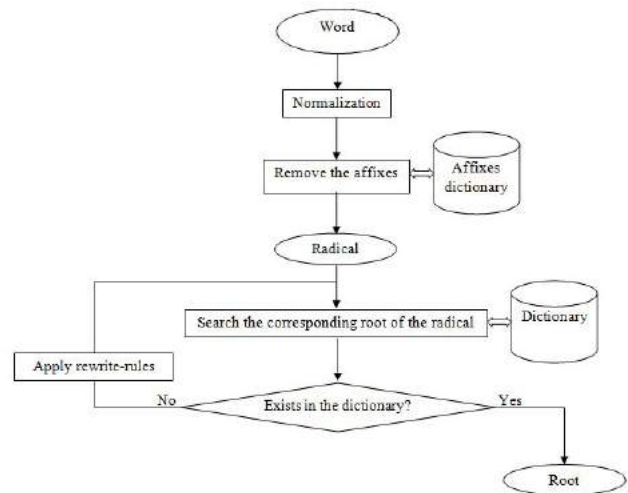 Word
Normalization
Remove the affixes
Affixes
dictionary
Radical
Search the corresponding root of the radical
Dictionary
Apply rewrite-rules
No
Exists in the dictionary?
Yes
Root